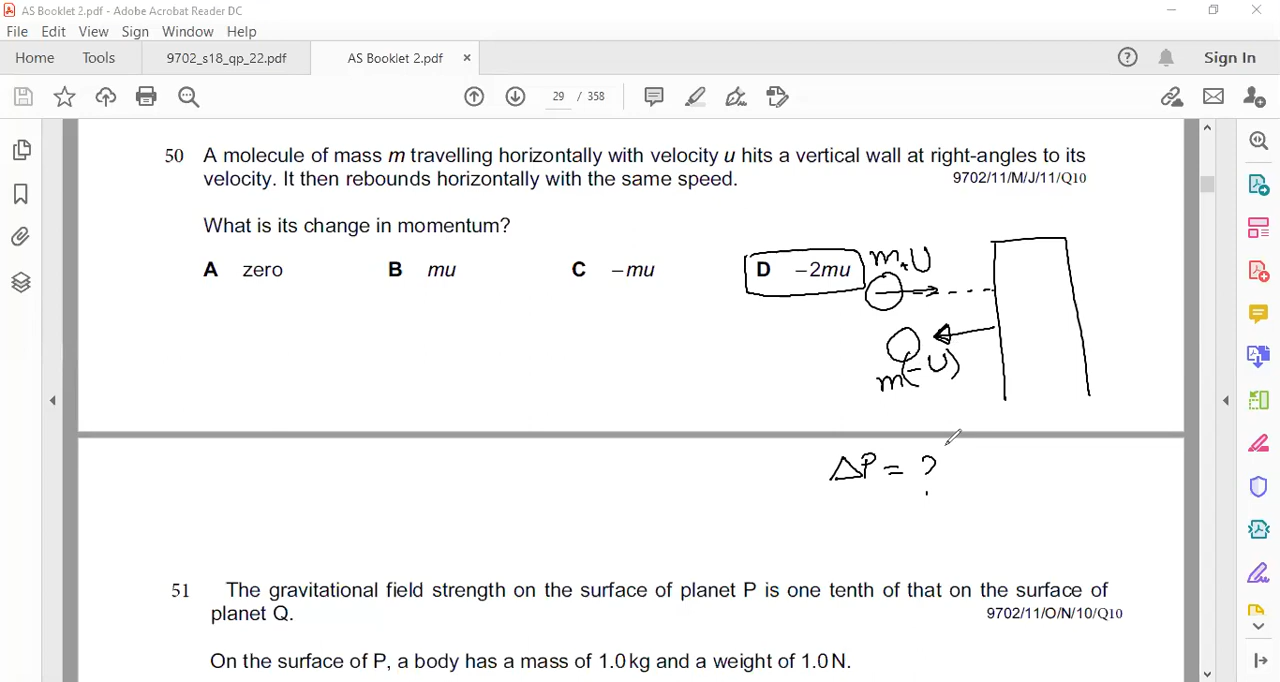 AS Booklet 2.pdf - Adobe Acrobat Reader DC
File Edit View Sign Window Help
Home Tools 9702_s18_qp_22.pdf AS Booklet 2.pdf × Sign In
29 / 358
50 A molecule of mass m travelling horizontally with velocity u hits a vertical wall at right-angles to its
velocity. It then rebounds horizontally with the same speed. 9702/11/M/J/11/Q10
What is its change in momentum?
A zero B mu C −mu D −2mu
m+U
m(-U)
ΔP = ?
51 The gravitational field strength on the surface of planet P is one tenth of that on the surface of
planet Q. 9702/11/O/N/10/Q10
On the surface of P, a body has a mass of 1.0 kg and a weight of 1.0 N.